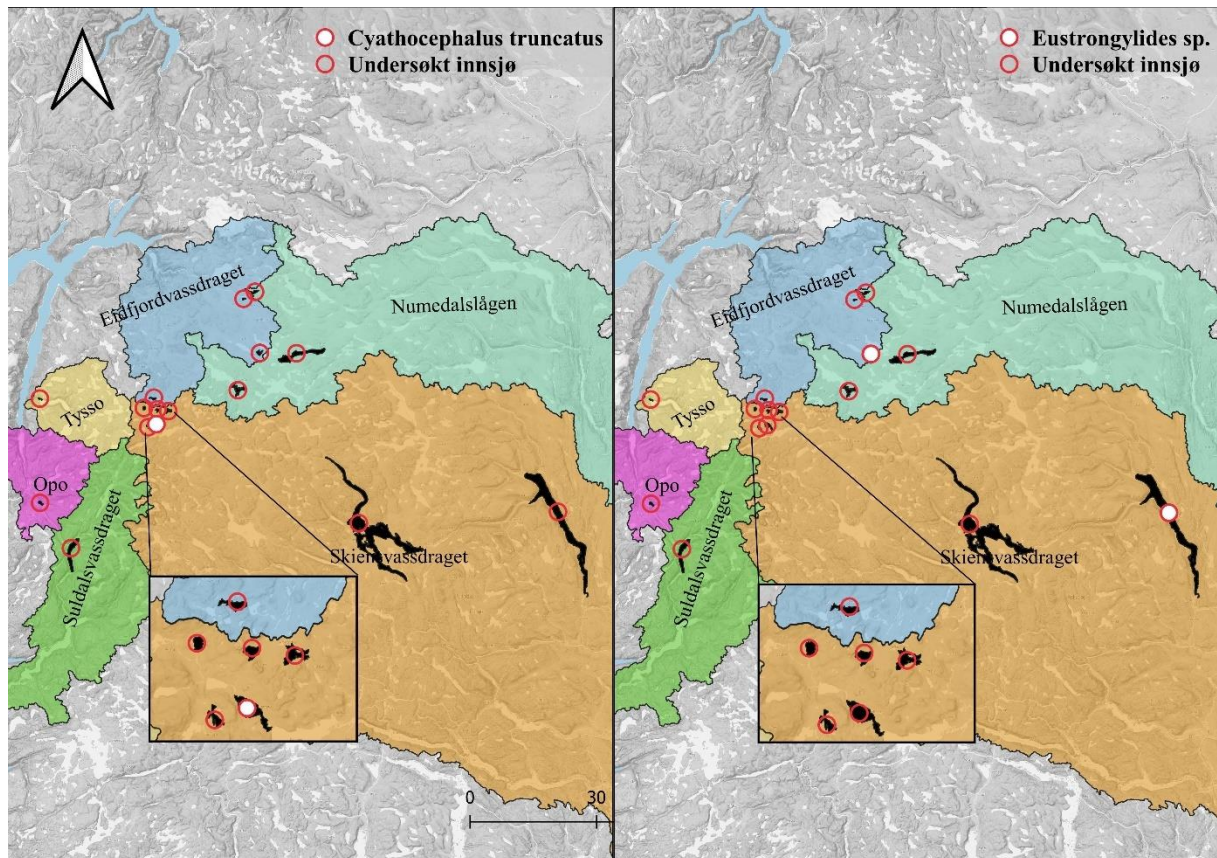 Cyathocephalus truncatus
Undersøkt innsjø
Eidfjordvassdraget
Numedalslågen
Tysso
Opo
Suldalsvassdraget
Skiensvassdraget
0 30
Eustrongylides sp.
Undersøkt innsjø
Eidfjordvassdraget
Numedalslågen
Tysso
Opo
Suldalsvassdraget
Skiensvassdraget